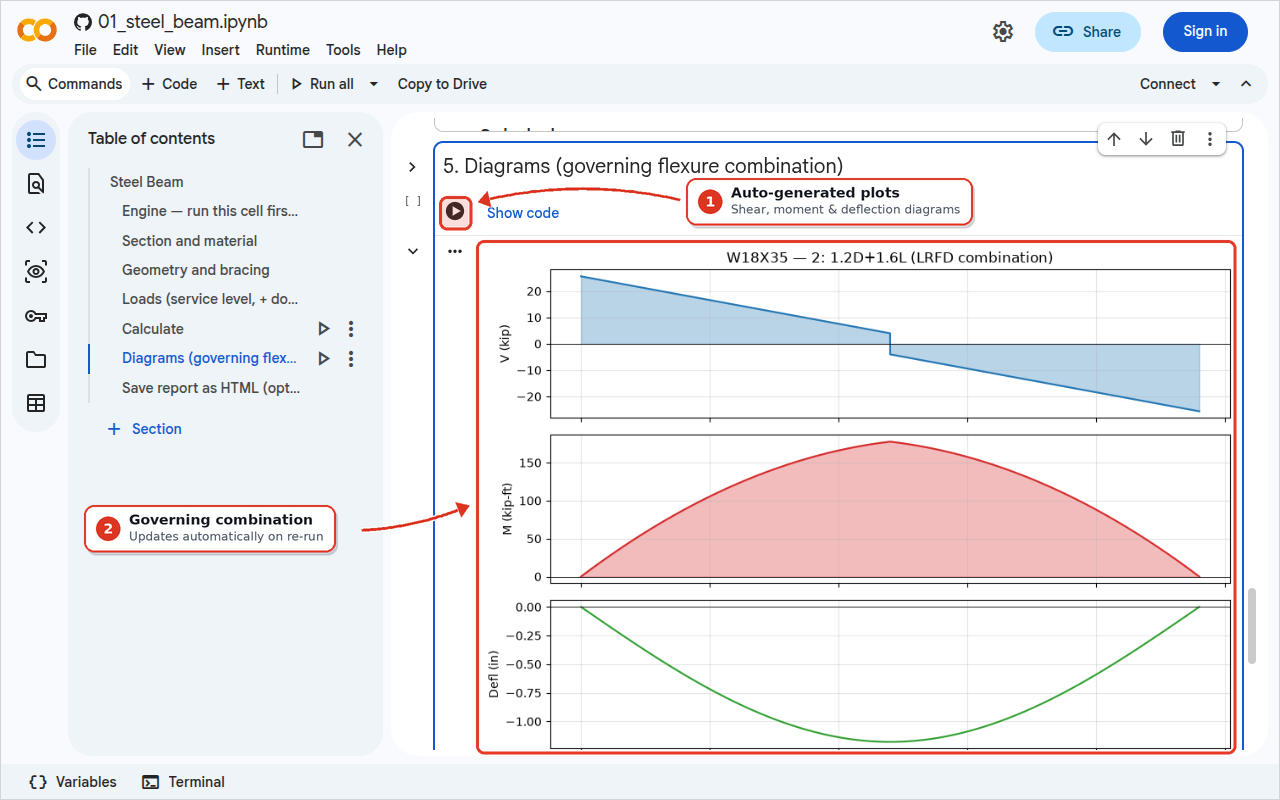 01_steel_beam.ipynb
File Edit View Insert Runtime Tools Help
Share
Sign in
Commands + Code + Text Run all Copy to Drive
Connect
Table of contents
Steel Beam
Engine — run this cell firs...
Section and material
Geometry and bracing
Loads (service level, + do...
Calculate
Diagrams (governing flex...
Save report as HTML (opt...
+ Section
5. Diagrams (governing flexure combination)
[ ]
Show code
1
Auto-generated plots
Shear, moment & deflection diagrams
2
Governing combination
Updates automatically on re-run
W18X35 — 2: 1.2D+1.6L (LRFD combination)
V (kip)
20
10
0
−10
−20
M (kip-ft)
150
100
50
0
Defl (in)
0.00
−0.25
−0.50
−0.75
−1.00
{} Variables
Terminal